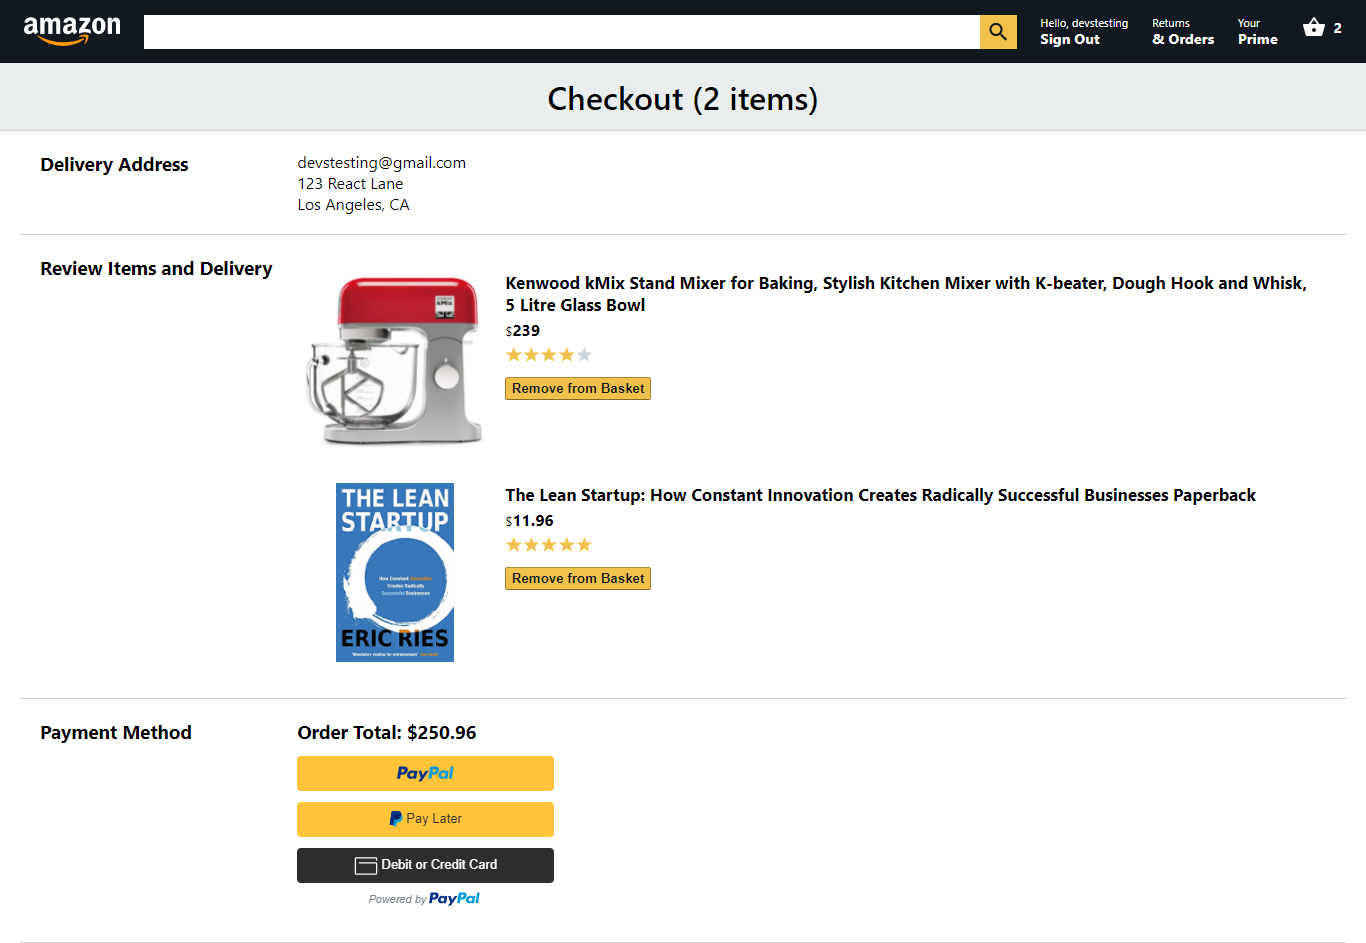 amazon
Hello, devstesting
Sign Out
Returns
& Orders
Your
Prime
2
Checkout (2 items)
Delivery Address
devstesting@gmail.com
123 React Lane
Los Angeles, CA
Review Items and Delivery
kMix
Kenwood kMix Stand Mixer for Baking, Stylish Kitchen Mixer with K-beater, Dough Hook and Whisk,
5 Litre Glass Bowl
$239
Remove from Basket
THE LEAN
STARTUP
How Constant Innovation
Creates Radically
Successful Businesses
ERIC RIES
'Mandatory reading for entrepreneurs'
The Lean Startup: How Constant Innovation Creates Radically Successful Businesses Paperback
$11.96
Remove from Basket
Payment Method
Order Total: $250.96
PayPal
Pay Later
Debit or Credit Card
Powered by PayPal